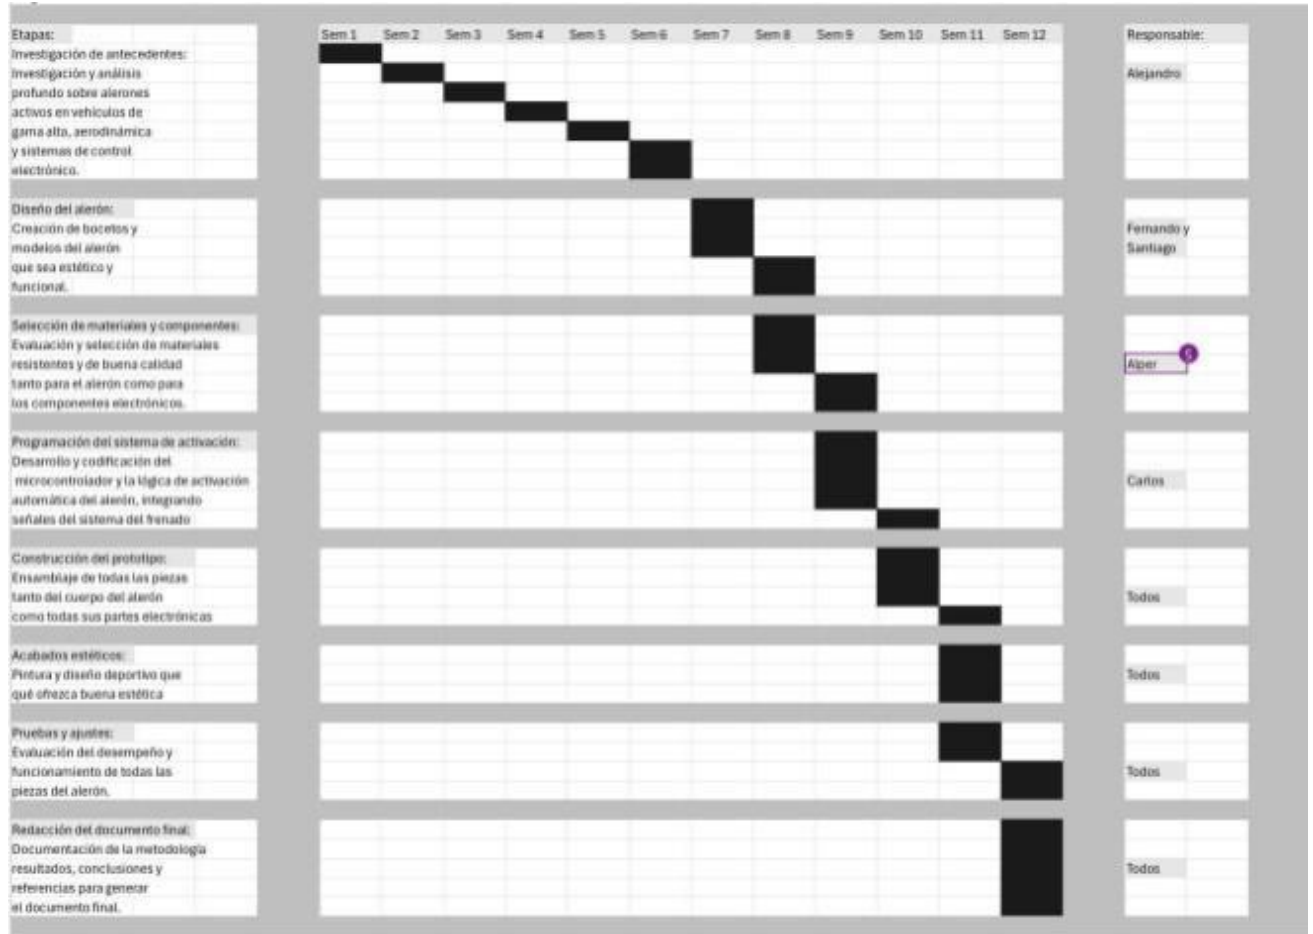 Etapas: Sem 1 Sem 2 Sem 3 Sem 4 Sem 5 Sem 6 Sem 7 Sem 8 Sem 9 Sem 10 Sem 11 Sem 12 Responsable:
Investigación de antecedentes:
Investigación y análisis Alejandro
profundo sobre alerones
activos en vehículos de
gama alta, aerodinámica
y sistemas de control
electrónico.
Diseño del alerón:
Creación de bocetos y Fernando y
modelos del alerón Santiago
que sea estético y
funcional.
Selección de materiales y componentes:
Evaluación y selección de materiales
resistentes y de buena calidad Alper
tanto para el alerón como para
los componentes electrónicos.
Programación del sistema de activación:
Desarrollo y codificación del
microcontrolador y la lógica de activación Carlos
automática del alerón, integrando
señales del sistema del frenado
Construcción del prototipo:
Ensamblaje de todas las piezas
tanto del cuerpo del alerón Todos
como todas sus partes electrónicas
Acabados estéticos:
Pintura y diseño deportivo que Todos
qué ofrezca buena estética
Pruebas y ajustes:
Evaluación del desempeño y
funcionamiento de todas las Todos
piezas del alerón.
Redacción del documento final:
Documentación de la metodología
resultados, conclusiones y Todos
referencias para generar
el documento final.